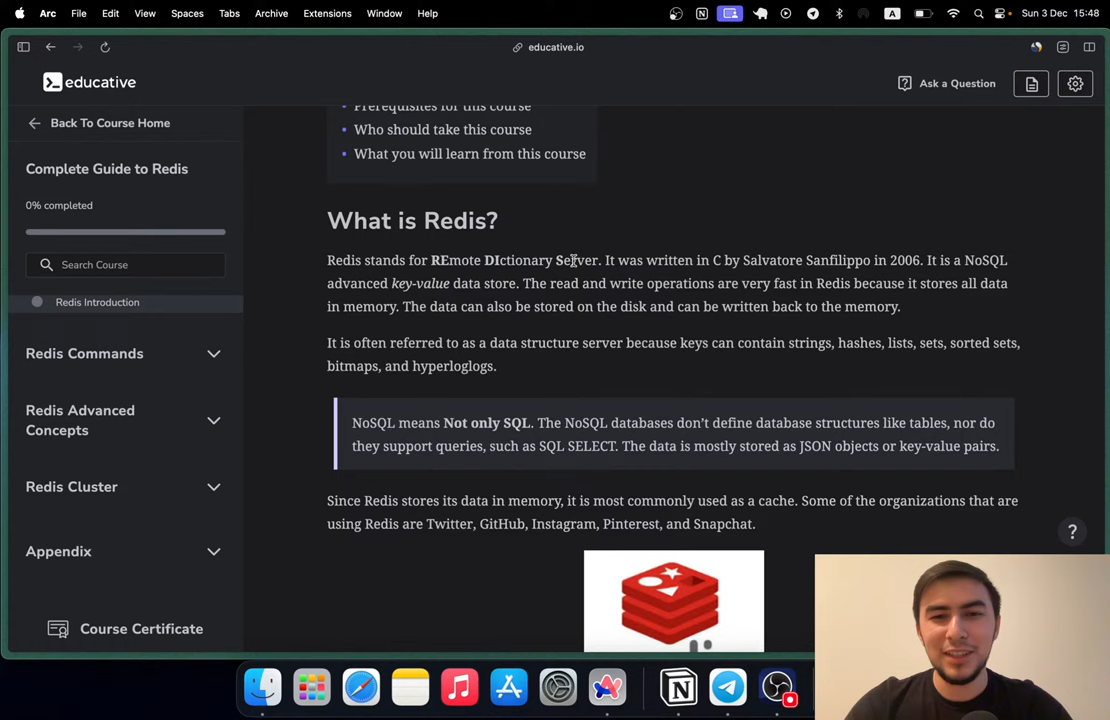 Arc File Edit View Spaces Tabs Archive Extensions Window Help A Sun 3 Dec 15:48
educative.io
educative Ask a Question
Back To Course Home
Complete Guide to Redis
0% completed
Search Course
Redis Introduction
Redis Commands
Redis Advanced
Concepts
Redis Cluster
Appendix
Course Certificate
• Prerequisites for this course
• Who should take this course
• What you will learn from this course
What is Redis?
Redis stands for REmote DIctionary Server. It was written in C by Salvatore Sanfilippo in 2006. It is a NoSQL
advanced key-value data store. The read and write operations are very fast in Redis because it stores all data
in memory. The data can also be stored on the disk and can be written back to the memory.
It is often referred to as a data structure server because keys can contain strings, hashes, lists, sets, sorted sets,
bitmaps, and hyperloglogs.
NoSQL means Not only SQL. The NoSQL databases don’t define database structures like tables, nor do
they support queries, such as SQL SELECT. The data is mostly stored as JSON objects or key-value pairs.
Since Redis stores its data in memory, it is most commonly used as a cache. Some of the organizations that are
using Redis are Twitter, GitHub, Instagram, Pinterest, and Snapchat.
?